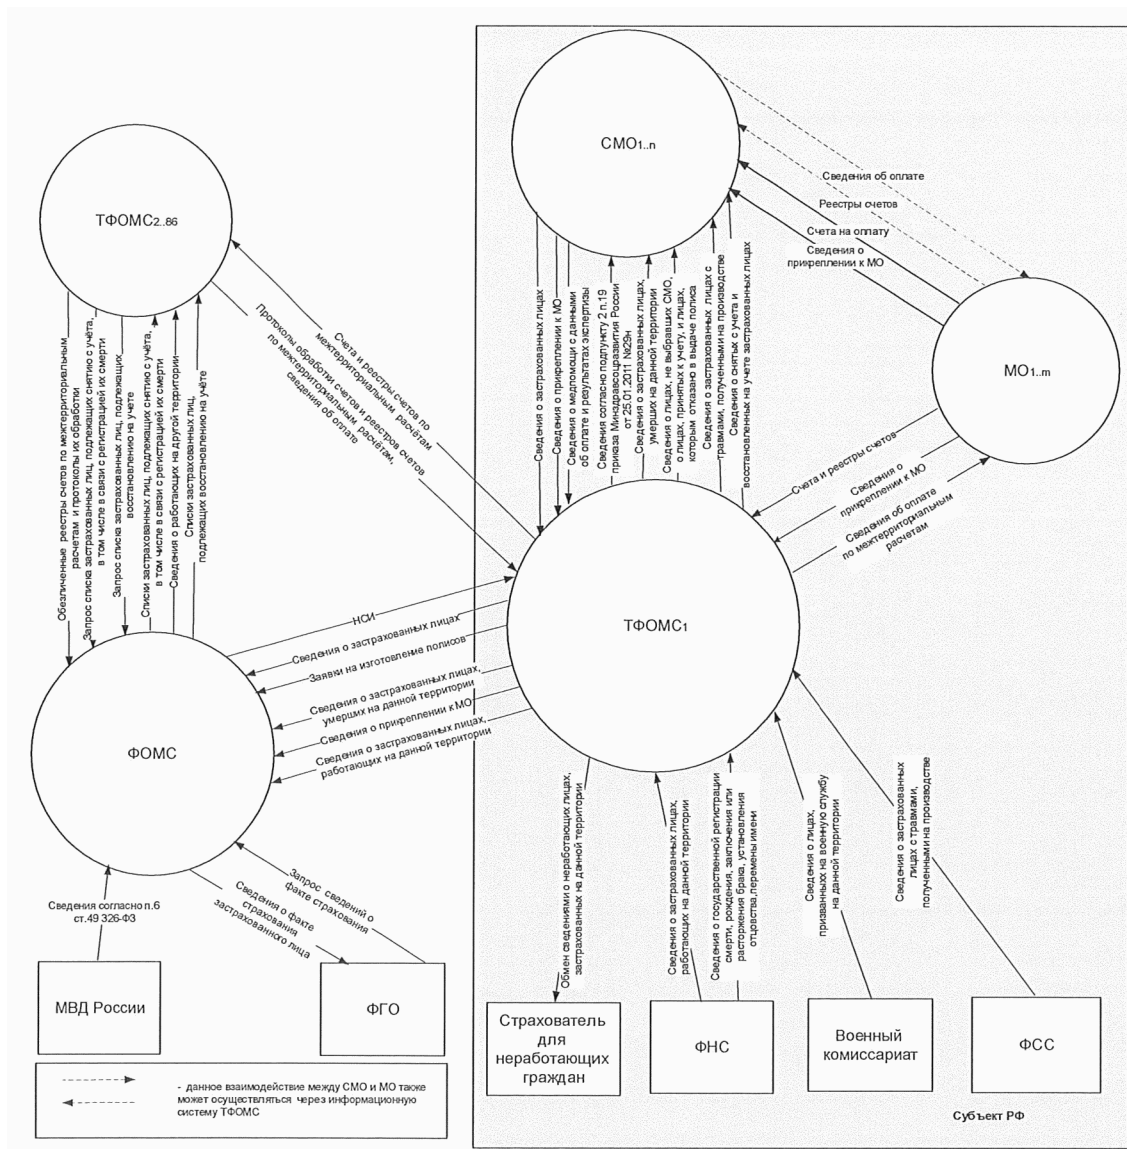 СМО1..n
ТФОМС2..86
Сведения об оплате
Реестры счетов
Счета на оплату
Сведения о
прикреплении к МО
МО1..m
Обезличенные реестры счетов по межтерриториальным
расчетам и протоколы их обработки
Запрос списка застрахованных лиц, подлежащих снятию с учёта,
в том числе в связи с регистрацией их смерти
Запрос списка застрахованных лиц, подлежащих
восстановлению на учете
Списки застрахованных лиц, подлежащих снятию с учёта,
в том числе в связи с регистрацией их смерти
Сведения о работающих на другой территории
Списки застрахованных лиц,
подлежащих восстановлению на учёте
Счета и реестры счетов по
межтерриториальным расчётам
Протоколы обработки счетов и реестров счетов
по межтерриториальным расчётам,
сведения об оплате
Сведения о застрахованных лицах
Сведения о прикреплении к МО
Сведения о медпомощи с данными
об оплате и результатах экспертизы
Сведения согласно подпункту 2 п.19
приказа Минздравсоцразвития России
от 25.01.2011 №29н
Сведения о застрахованных лицах,
умерших на данной территории
Сведения о лицах, не выбравших СМО,
о лицах, принятых к учету, и лицах,
которым отказано в выдаче полиса
Сведения о застрахованных лицах с
травмами, полученными на производстве
Сведения о снятых с учета и
восстановленных на учете застрахованных лицах
Счета и реестры счетов
Сведения о
прикреплении к МО
Сведения об оплате
по межтерриториальным
расчетам
ТФОМС1
НСИ
Сведения о застрахованных лицах
Заявки на изготовление полисов
Сведения о застрахованных лицах,
умерших на данной территории
Сведения о прикреплении к МО
Сведения о застрахованных лицах,
работающих на данной территории
ФОМС
Сведения согласно п.6
ст.49 326-ФЗ
Запрос сведений о
факте страхования
Сведения о факте
страхования
застрахованного лица
Обмен сведениями о неработающих лицах,
застрахованных на данной территории
Сведения о застрахованных лицах,
работающих на данной территории
Сведения о государственной регистрации
смерти, рождения, заключения или
расторжения брака, установления
отцовства,перемены имени
Сведения о лицах,
призванных на военную службу
на данной территории
Сведения о застрахованных
лицах с травмами,
полученными на производстве
МВД России
ФГО
Страхователь
для
неработающих
граждан
ФНС
Военный
комиссариат
ФСС
- данное взаимодействие между СМО и МО также
может осуществляться через информационную
систему ТФОМС
Субъект РФ